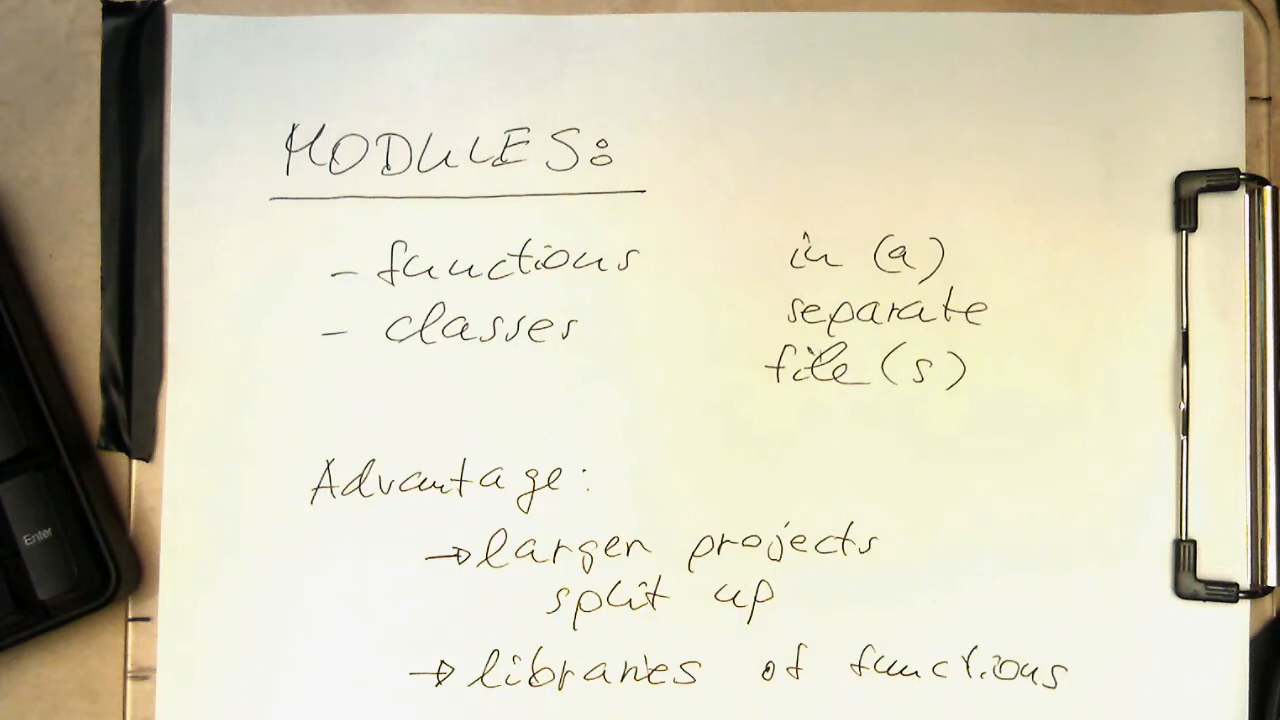 MODULES:
- functions
- classes
in (a)
separate
file(s)
Advantage:
→ larger projects
split up
→ libraries of functions
Enter